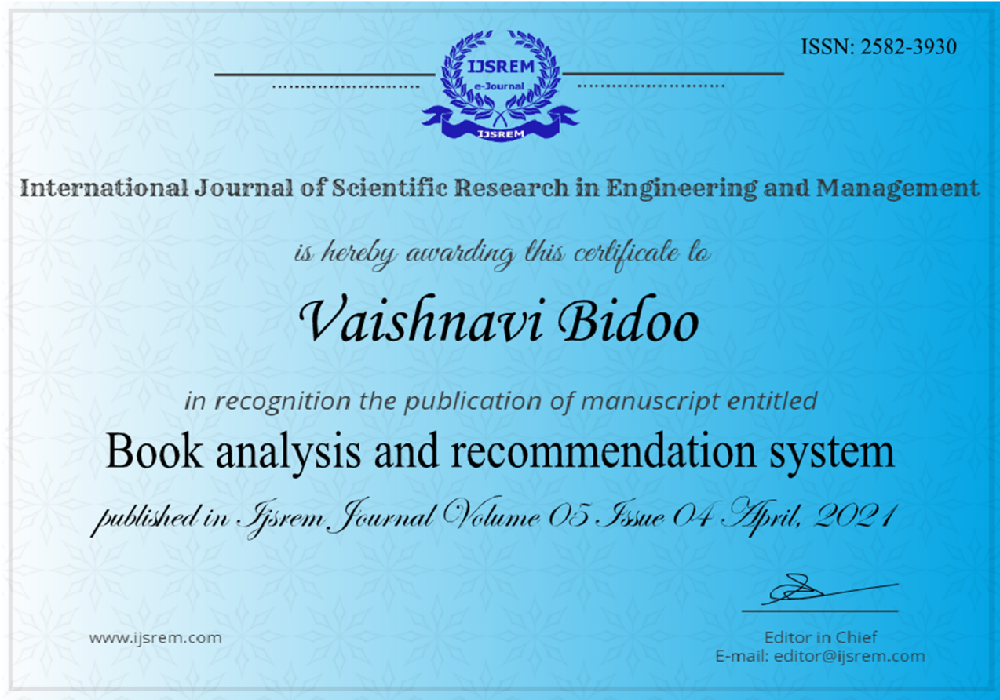 ISSN: 2582-3930
IJSREM
e-Journal
IJSREM
International Journal of Scientific Research in Engineering and Management
is hereby awarding this certificate to
Vaishnavi Bidoo
in recognition the publication of manuscript entitled
Book analysis and recommendation system
published in Ijsrem Journal Volume 05 Issue 04 April, 2021
www.ijsrem.com
Editor in Chief
E-mail: editor@ijsrem.com